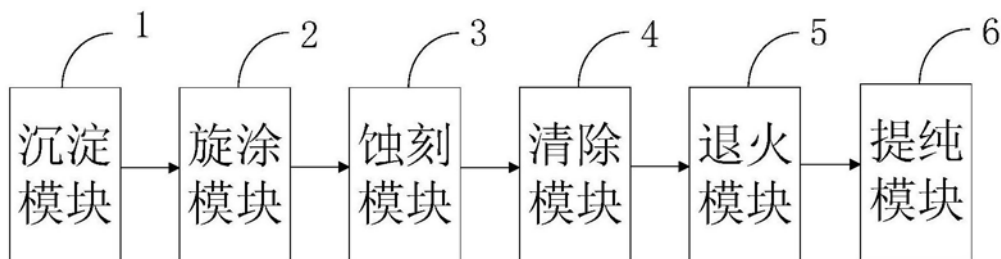 1 2 3 4 5 6
沉淀 旋涂 蚀刻 清除 退火 提纯
模块 模块 模块 模块 模块 模块